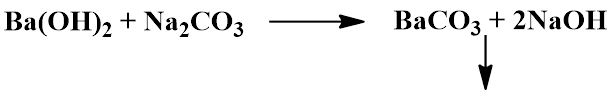 Ba(OH)₂ + Na₂CO₃ ⟶ BaCO₃ + 2NaOH